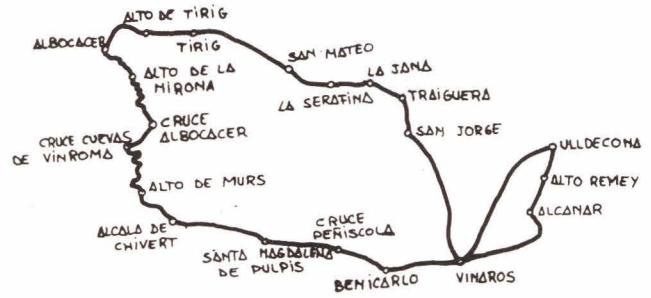 ALTO DE TIRIG
ALBOCACER
TIRIG
SAN MATEO
ALTO DE LA
MIRONA
LA JANA
LA SERATINA
TRAIGUERA
CRUCE
ALBOCACER
SAN JORGE
CRUCE CUEVAS
DE VINROMA
ULLDECONA
ALTO DE MURS
ALTO REMEY
ALCANAR
ALCALA DE
CHIVERT
CRUCE
PEÑISCOLA
SANTA MAGDALENA
DE PULPIS
BENICARLO
VINAROS